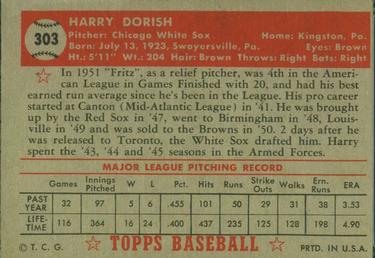 303
HARRY DORISH
Pitcher: Chicago White Sox Home: Kingston, Pa.
Born: July 13, 1923, Swoyersville, Pa. Eyes: Brown
Ht.: 5'11" Wt.: 204 Hair: Brown Throws: Right Bats: Right
In 1951 "Fritz", as a relief pitcher, was 4th in the Ameri-
can League in Games Finished with 20, and had his best
earned run average since he's been in the League. His pro career
started at Canton (Mid-Atlantic League) in '41. He was brought
up by the Red Sox in '47, went to Birmingham in '48, Louis-
ville in '49 and was sold to the Browns in '50. 2 days after he
was released to Toronto, the White Sox drafted him. Harry
spent the '43, '44 and '45 seasons in the Armed Forces.
MAJOR LEAGUE PITCHING RECORD
Games Innings Pitched W L Pct. Hits Runs Strike Outs Walks Ern. Runs ERA
PAST YEAR 32 97 5 6 .455 101 50 29 31 38 3.53
LIFE-TIME 116 364 16 24 .400 437 235 125 128 198 4.90
© T. C. G. TOPPS BASEBALL PRTD. IN U.S.A.